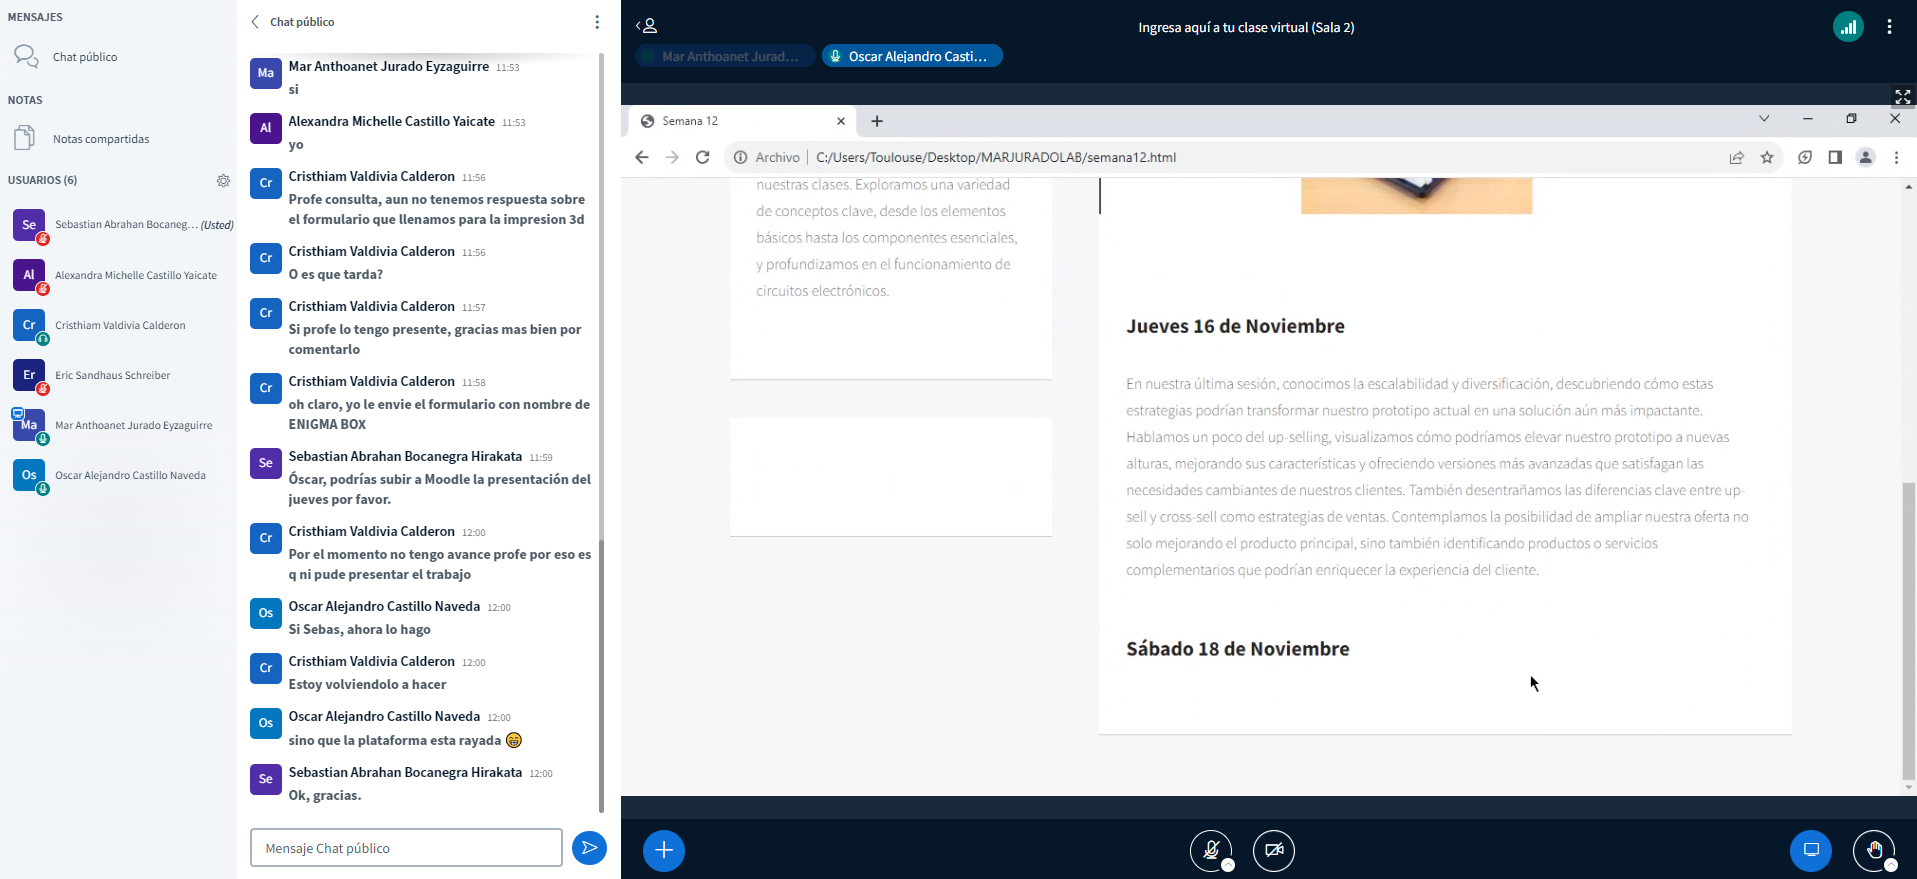 MENSAJES
Chat público
NOTAS
Notas compartidas
USUARIOS (6)
Se
Sebastian Abrahan Bocaneg... (Usted)
Al
Alexandra Michelle Castillo Yaicate
Cr
Cristhiam Valdivia Calderon
Er
Eric Sandhaus Schreiber
Ma
Mar Anthoanet Jurado Eyzaguirre
Os
Oscar Alejandro Castillo Naveda
Chat público
Ma
Mar Anthoanet Jurado Eyzaguirre 11:53
si
Al
Alexandra Michelle Castillo Yaicate 11:53
yo
Cr
Cristhiam Valdivia Calderon 11:56
Profe consulta, aun no tenemos respuesta sobre
el formulario que llenamos para la impresion 3d
Cr
Cristhiam Valdivia Calderon 11:56
O es que tarda?
Cr
Cristhiam Valdivia Calderon 11:57
Si profe lo tengo presente, gracias mas bien por
comentarlo
Cr
Cristhiam Valdivia Calderon 11:58
oh claro, yo le envie el formulario con nombre de
ENIGMA BOX
Se
Sebastian Abrahan Bocanegra Hirakata 11:59
Óscar, podrías subir a Moodle la presentación del
jueves por favor.
Cr
Cristhiam Valdivia Calderon 12:00
Por el momento no tengo avance profe por eso es
q ni pude presentar el trabajo
Os
Oscar Alejandro Castillo Naveda 12:00
Si Sebas, ahora lo hago
Cr
Cristhiam Valdivia Calderon 12:00
Estoy volviendolo a hacer
Os
Oscar Alejandro Castillo Naveda 12:00
sino que la plataforma esta rayada 😁
Se
Sebastian Abrahan Bocanegra Hirakata 12:00
Ok, gracias.
Mensaje Chat público
Ingresa aquí a tu clase virtual (Sala 2)
Mar Anthoanet Jurad...
Oscar Alejandro Casti...
Semana 12
Archivo
C:/Users/Toulouse/Desktop/MARJURADOLAB/semana12.html
nuestras clases. Exploramos una variedad
de conceptos clave, desde los elementos
básicos hasta los componentes esenciales,
y profundizamos en el funcionamiento de
circuitos electrónicos.
Jueves 16 de Noviembre
En nuestra última sesión, conocimos la escalabilidad y diversificación, descubriendo cómo estas
estrategias podrían transformar nuestro prototipo actual en una solución aún más impactante.
Hablamos un poco del up-selling, visualizamos cómo podríamos elevar nuestro prototipo a nuevas
alturas, mejorando sus características y ofreciendo versiones más avanzadas que satisfagan las
necesidades cambiantes de nuestros clientes. También desentrañamos las diferencias clave entre up-
sell y cross-sell como estrategias de ventas. Contemplamos la posibilidad de ampliar nuestra oferta no
solo mejorando el producto principal, sino también identificando productos o servicios
complementarios que podrían enriquecer la experiencia del cliente.
Sábado 18 de Noviembre